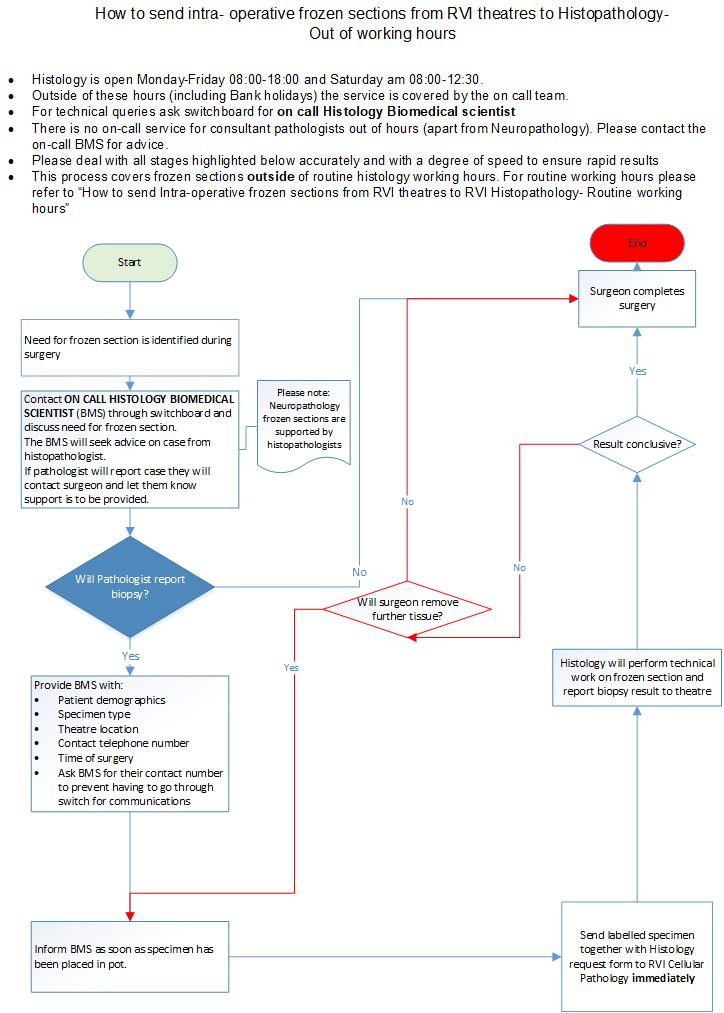 How to send intra- operative frozen sections from RVI theatres to Histopathology-
Out of working hours
• Histology is open Monday-Friday 08:00-18:00 and Saturday am 08:00-12:30.
• Outside of these hours (including Bank holidays) the service is covered by the on call team.
• For technical queries ask switchboard for on call Histology Biomedical scientist
• There is no on-call service for consultant pathologists out of hours (apart from Neuropathology). Please contact the
on-call BMS for advice.
• Please deal with all stages highlighted below accurately and with a degree of speed to ensure rapid results
• This process covers frozen sections outside of routine histology working hours. For routine working hours please
refer to “How to send Intra-operative frozen sections from RVI theatres to RVI Histopathology- Routine working
hours”
Start
Need for frozen section is identified during
surgery
Contact ON CALL HISTOLOGY BIOMEDICAL
SCIENTIST (BMS) through switchboard and
discuss need for frozen section.
The BMS will seek advice on case from
histopathologist.
If pathologist will report case they will
contact surgeon and let them know
support is to be provided.
Please note:
Neuropathology
frozen sections are
supported by
histopathologists
Will Pathologist report
biopsy?
No
Yes
Provide BMS with:
• Patient demographics
• Specimen type
• Theatre location
• Contact telephone number
• Time of surgery
• Ask BMS for their contact number
to prevent having to go through
switch for communications
Inform BMS as soon as specimen has
been placed in pot.
Send labelled specimen
together with Histology
request form to RVI Cellular
Pathology immediately
Histology will perform technical
work on frozen section and
report biopsy result to theatre
Result conclusive?
Yes
No
Will surgeon remove
further tissue?
No
Yes
Surgeon completes
surgery
End